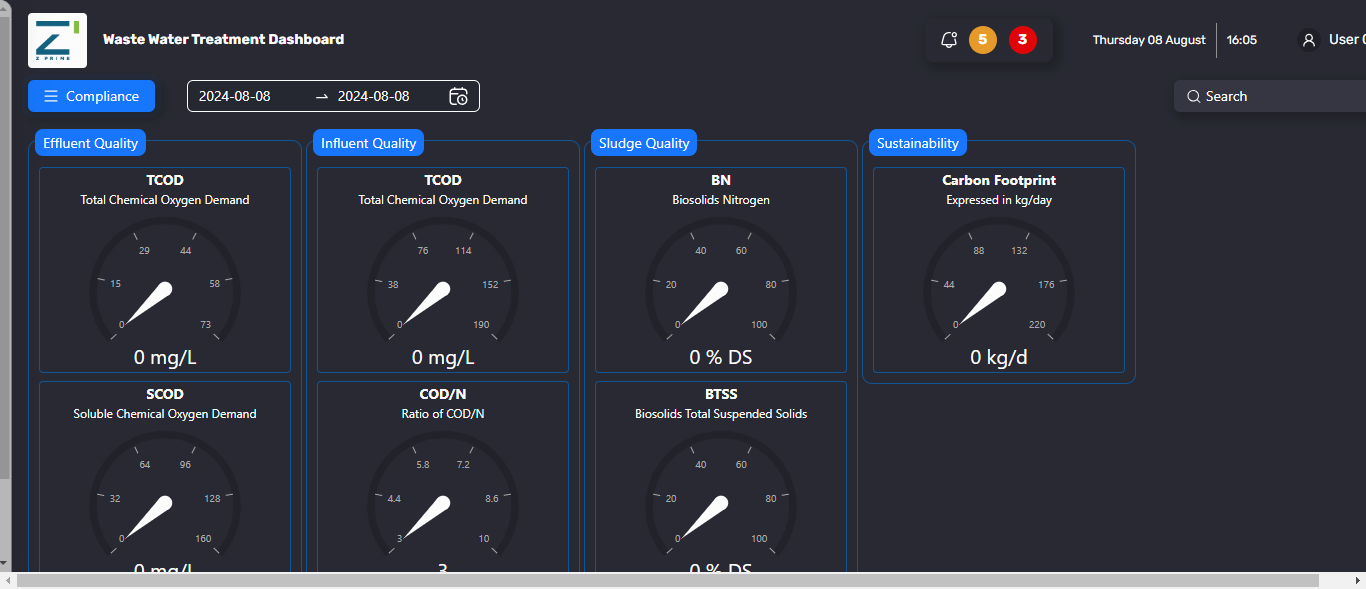 Z PRIME
Waste Water Treatment Dashboard
5
3
Thursday 08 August
16:05
User
Compliance
2024-08-08
2024-08-08
Search
Effluent Quality
TCOD
Total Chemical Oxygen Demand
0
15
29
44
58
73
0 mg/L
SCOD
Soluble Chemical Oxygen Demand
0
32
64
96
128
160
0 mg/L
Influent Quality
TCOD
Total Chemical Oxygen Demand
0
38
76
114
152
190
0 mg/L
COD/N
Ratio of COD/N
3
4.4
5.8
7.2
8.6
10
3
Sludge Quality
BN
Biosolids Nitrogen
0
20
40
60
80
100
0 % DS
BTSS
Biosolids Total Suspended Solids
0
20
40
60
80
100
0 % DS
Sustainability
Carbon Footprint
Expressed in kg/day
0
44
88
132
176
220
0 kg/d